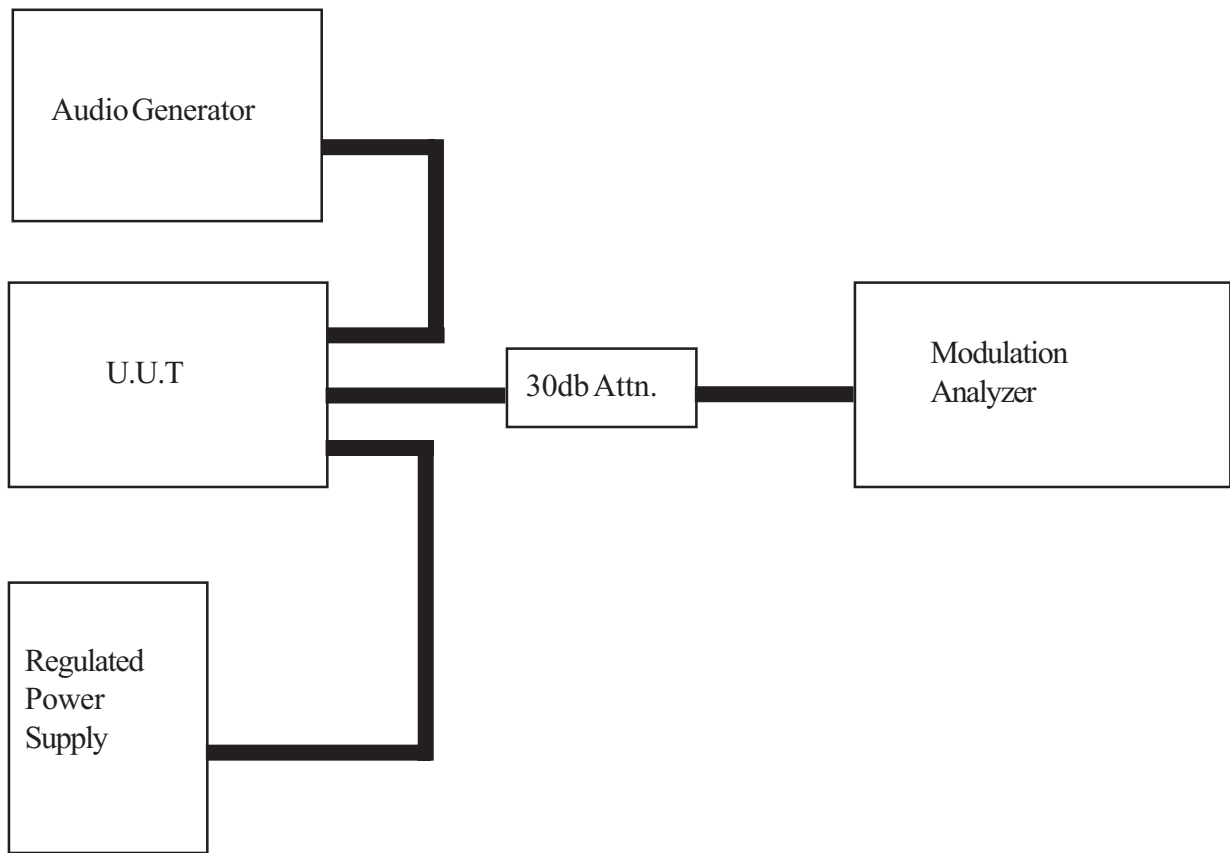 Audio Generator
U.U.T
30db Attn.
Modulation
Analyzer
Regulated
Power
Supply